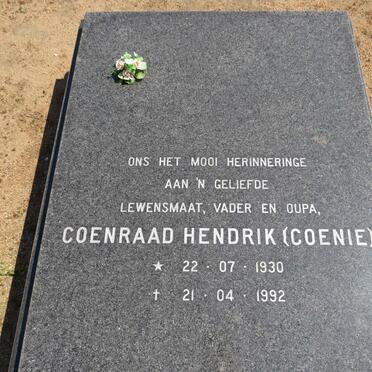 ONS HET MOOI HERINNERINGE
AAN 'N GELIEFDE
LEWENSMAAT, VADER EN OUPA,
COENRAAD HENDRIK (COENIE)
★ 22 · 07 · 1930
† 21 · 04 · 1992